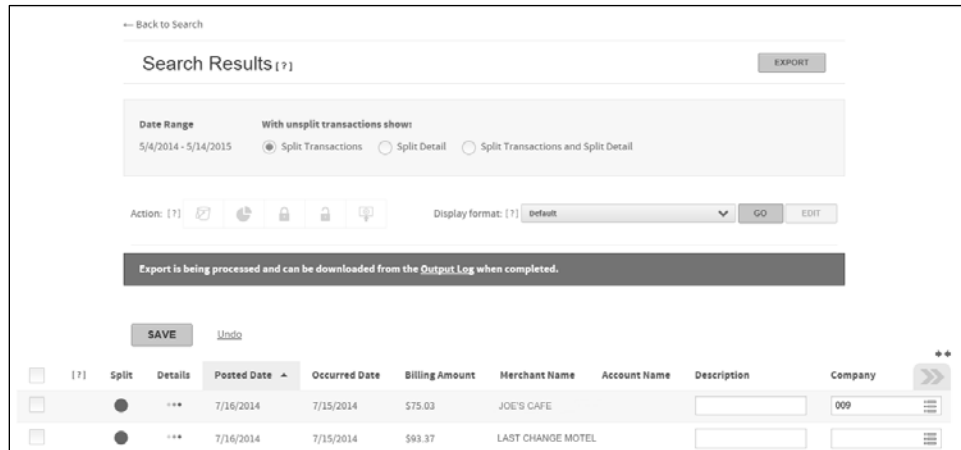 ← Back to Search
Search Results [?]
EXPORT
Date Range
With unsplit transactions show:
5/4/2014 - 5/14/2015
Split Transactions
Split Detail
Split Transactions and Split Detail
Action: [?]
Display format: [?] Default
GO
EDIT
Export is being processed and can be downloaded from the Output Log when completed.
SAVE
Undo
[?] Split Details Posted Date Occurred Date Billing Amount Merchant Name Account Name Description Company
7/16/2014 7/15/2014 $75.03 JOE'S CAFE 009
7/16/2014 7/15/2014 $93.37 LAST CHANGE MOTEL